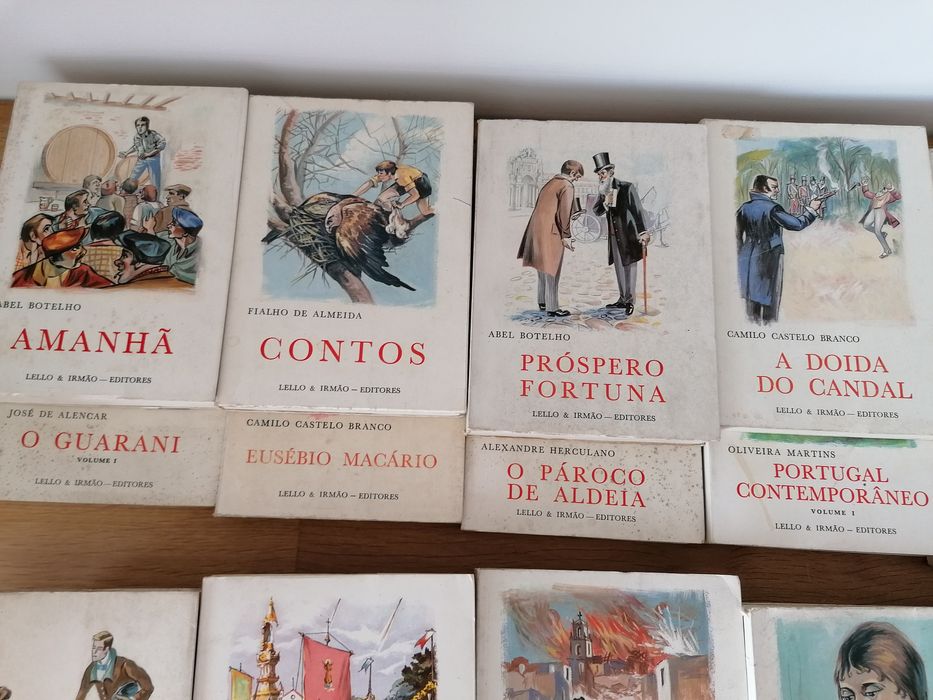 ABEL BOTELHO
AMANHÃ
LELLO & IRMÃO — EDITORES
FIALHO DE ALMEIDA
CONTOS
LELLO & IRMÃO — EDITORES
ABEL BOTELHO
PRÓSPERO
FORTUNA
LELLO & IRMÃO — EDITORES
CAMILO CASTELO BRANCO
A DOIDA
DO CANDAL
LELLO & IRMÃO — EDITORES
JOSÉ DE ALENCAR
O GUARANI
VOLUME I
LELLO & IRMÃO — EDITORES
CAMILO CASTELO BRANCO
EUSÉBIO MACÁRIO
LELLO & IRMÃO — EDITORES
ALEXANDRE HERCULANO
O PÁROCO
DE ALDEIA
LELLO & IRMÃO — EDITORES
OLIVEIRA MARTINS
PORTUGAL
CONTEMPORÂNEO
VOLUME I
LELLO & IRMÃO — EDITORES